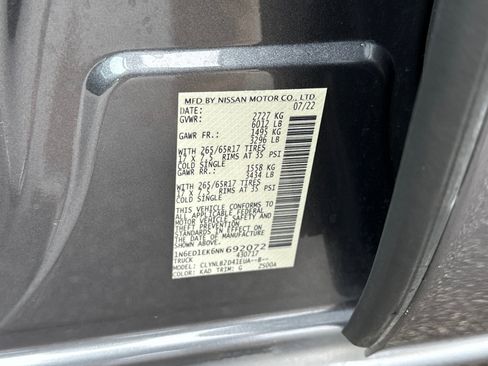 MFD BY NISSAN MOTOR CO., LTD.
DATE: 07/22
GVWR: 2727 KG
6012 LB
GAWR FR.: 1495 KG
3296 LB
WITH 265/65R17 TIRES
17 X 7.5 RIMS AT 35 PSI
COLD SINGLE
GAWR RR.: 1558 KG
3434 LB
WITH 265/65R17 TIRES
17 X 7.5 RIMS AT 35 PSI
COLD SINGLE
THIS VEHICLE CONFORMS TO
ALL APPLICABLE FEDERAL
MOTOR VEHICLE SAFETY AND
THEFT PREVENTION
STANDARDS IN EFFECT ON
THE DATE OF MANUFACTURE
SHOWN ABOVE.
1N6ED1EK6NN692072
TRUCK 430717
MODEL: CLYNLB2D41EUA--B--
COLOR: KAD TRIM: G 2500A